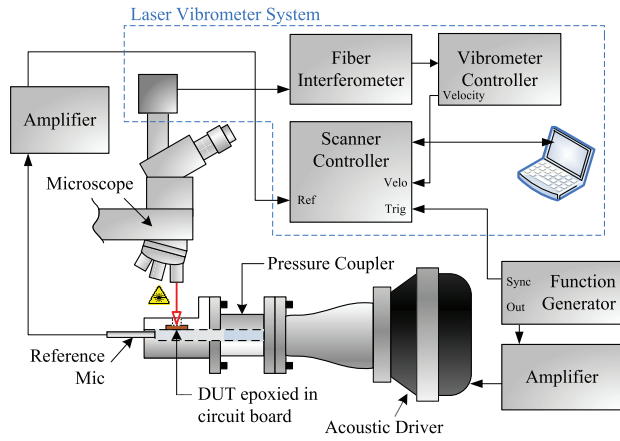 Laser Vibrometer System
Fiber
Interferometer
Vibrometer
Controller
Velocity
Amplifier
Scanner
Controller
Velo
Ref
Trig
Microscope
Pressure Coupler
Sync
Function
Generator
Out
Reference
Mic
DUT epoxied in
circuit board
Acoustic Driver
Amplifier